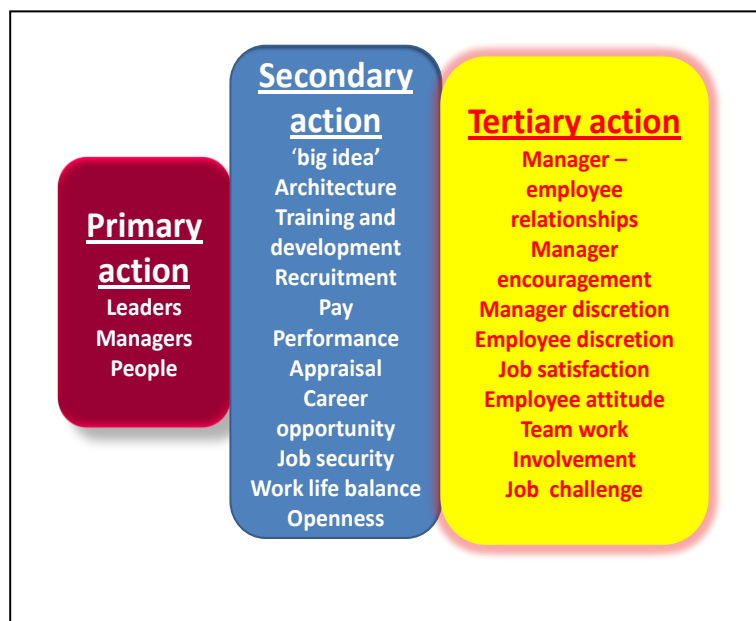 Primary
action
Leaders
Managers
People
Secondary
action
‘big idea’
Architecture
Training and
development
Recruitment
Pay
Performance
Appraisal
Career
opportunity
Job security
Work life balance
Openness
Tertiary action
Manager –
employee
relationships
Manager
encouragement
Manager discretion
Employee discretion
Job satisfaction
Employee attitude
Team work
Involvement
Job  challenge